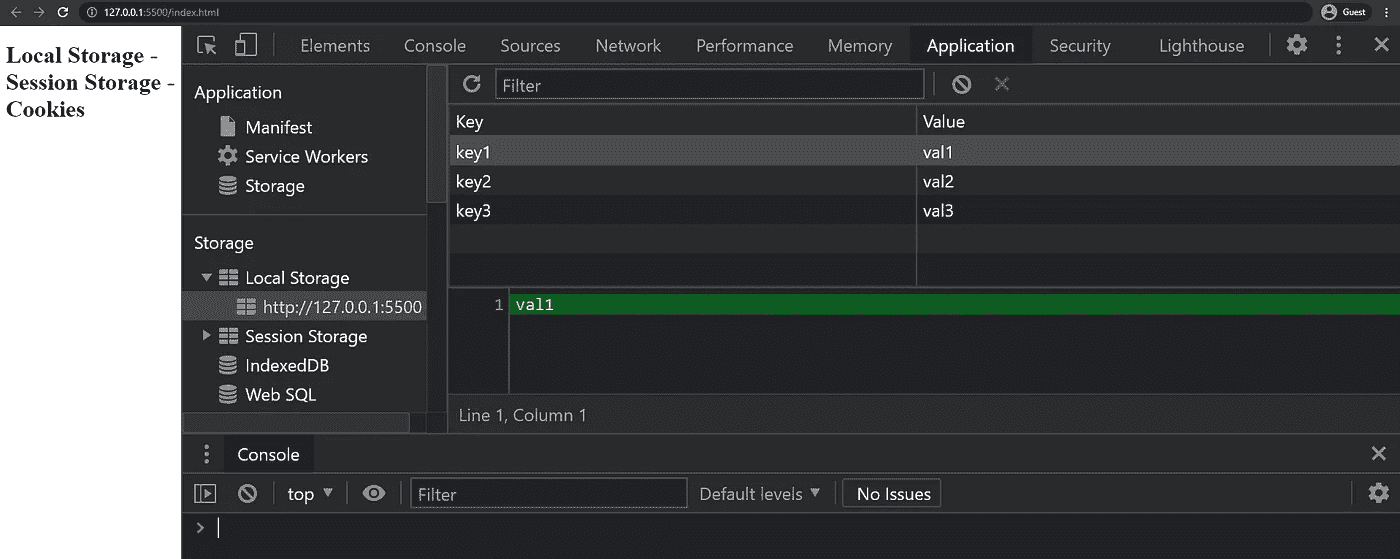 127.0.0.1:5500/index.html
Guest
Local Storage -
Session Storage -
Cookies
Elements Console Sources Network Performance Memory Application Security Lighthouse
Application
Manifest
Service Workers
Storage
Storage
Local Storage
http://127.0.0.1:5500
Session Storage
IndexedDB
Web SQL
Filter
Key Value
key1 val1
key2 val2
key3 val3
1 val1
Line 1, Column 1
Console
top Filter Default levels No Issues
>